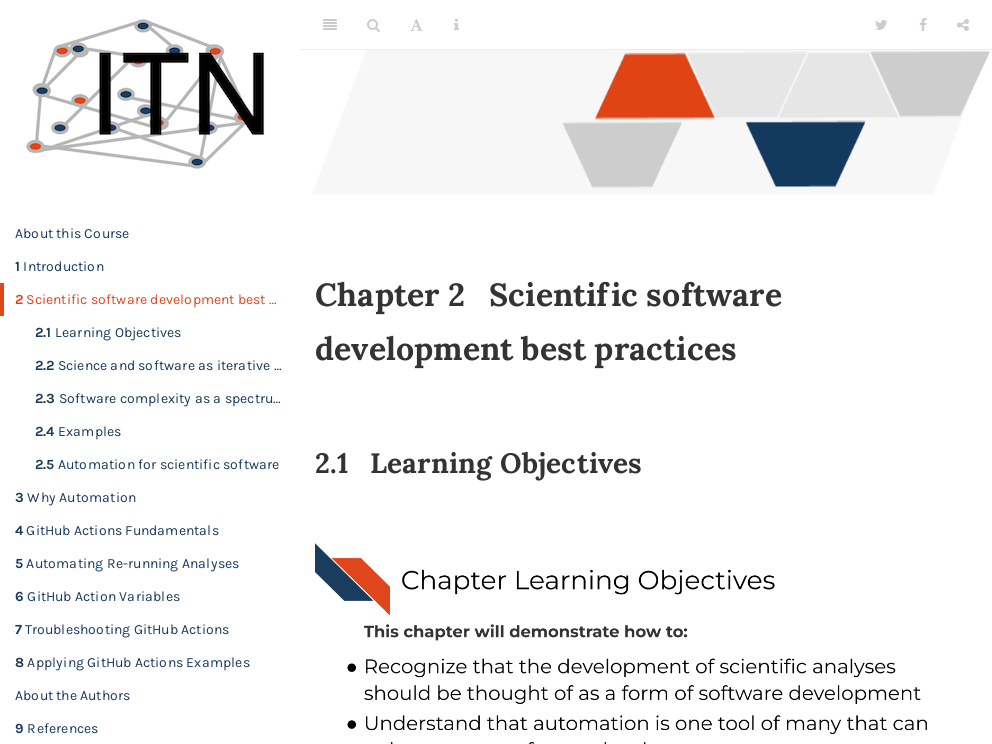 ITN
About this Course
1 Introduction
2 Scientific software development best ...
2.1 Learning Objectives
2.2 Science and software as iterative ...
2.3 Software complexity as a spectru...
2.4 Examples
2.5 Automation for scientific software
3 Why Automation
4 GitHub Actions Fundamentals
5 Automating Re-running Analyses
6 GitHub Action Variables
7 Troubleshooting GitHub Actions
8 Applying GitHub Actions Examples
About the Authors
9 References
A
Chapter 2 Scientific software
development best practices
2.1 Learning Objectives
Chapter Learning Objectives
This chapter will demonstrate how to:
● Recognize that the development of scientific analyses
should be thought of as a form of software development
● Understand that automation is one tool of many that can